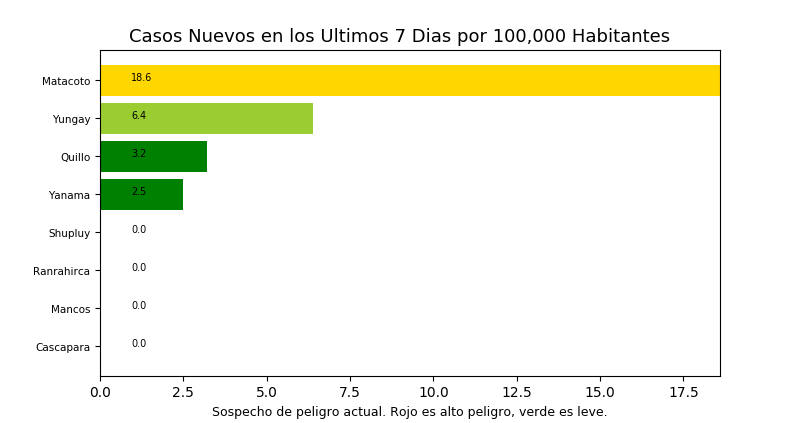 Casos Nuevos en los Ultimos 7 Dias por 100,000 Habitantes
Matacoto 18.6
Yungay 6.4
Quillo 3.2
Yanama 2.5
Shupluy 0.0
Ranrahirca 0.0
Mancos 0.0
Cascapara 0.0
0.0 2.5 5.0 7.5 10.0 12.5 15.0 17.5
Sospecho de peligro actual. Rojo es alto peligro, verde es leve.